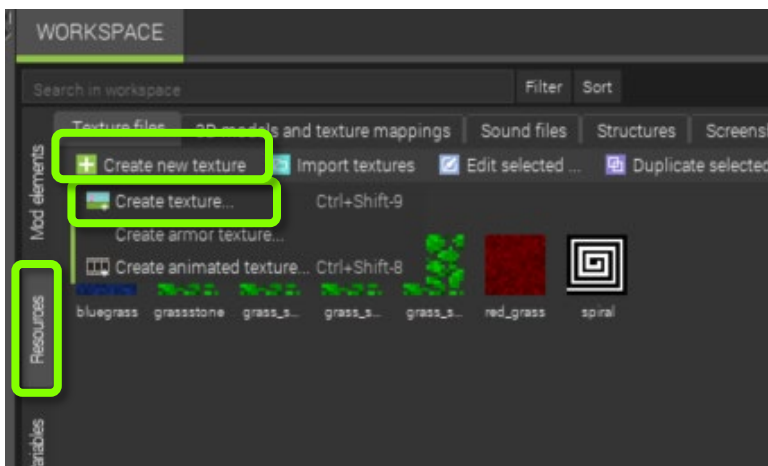 WORKSPACE
Search in workspace Filter Sort
Texture files 3D models and texture mappings Sound files Structures
Create new texture Import textures Edit selected ... Duplicate selected
Create texture... Ctrl+Shift-9
Create armor texture...
Create animated texture... Ctrl+Shift-8
bluegrass grassstone grass_s... grass_s... grass_s... red_grass spiral
Mod elements
Resources